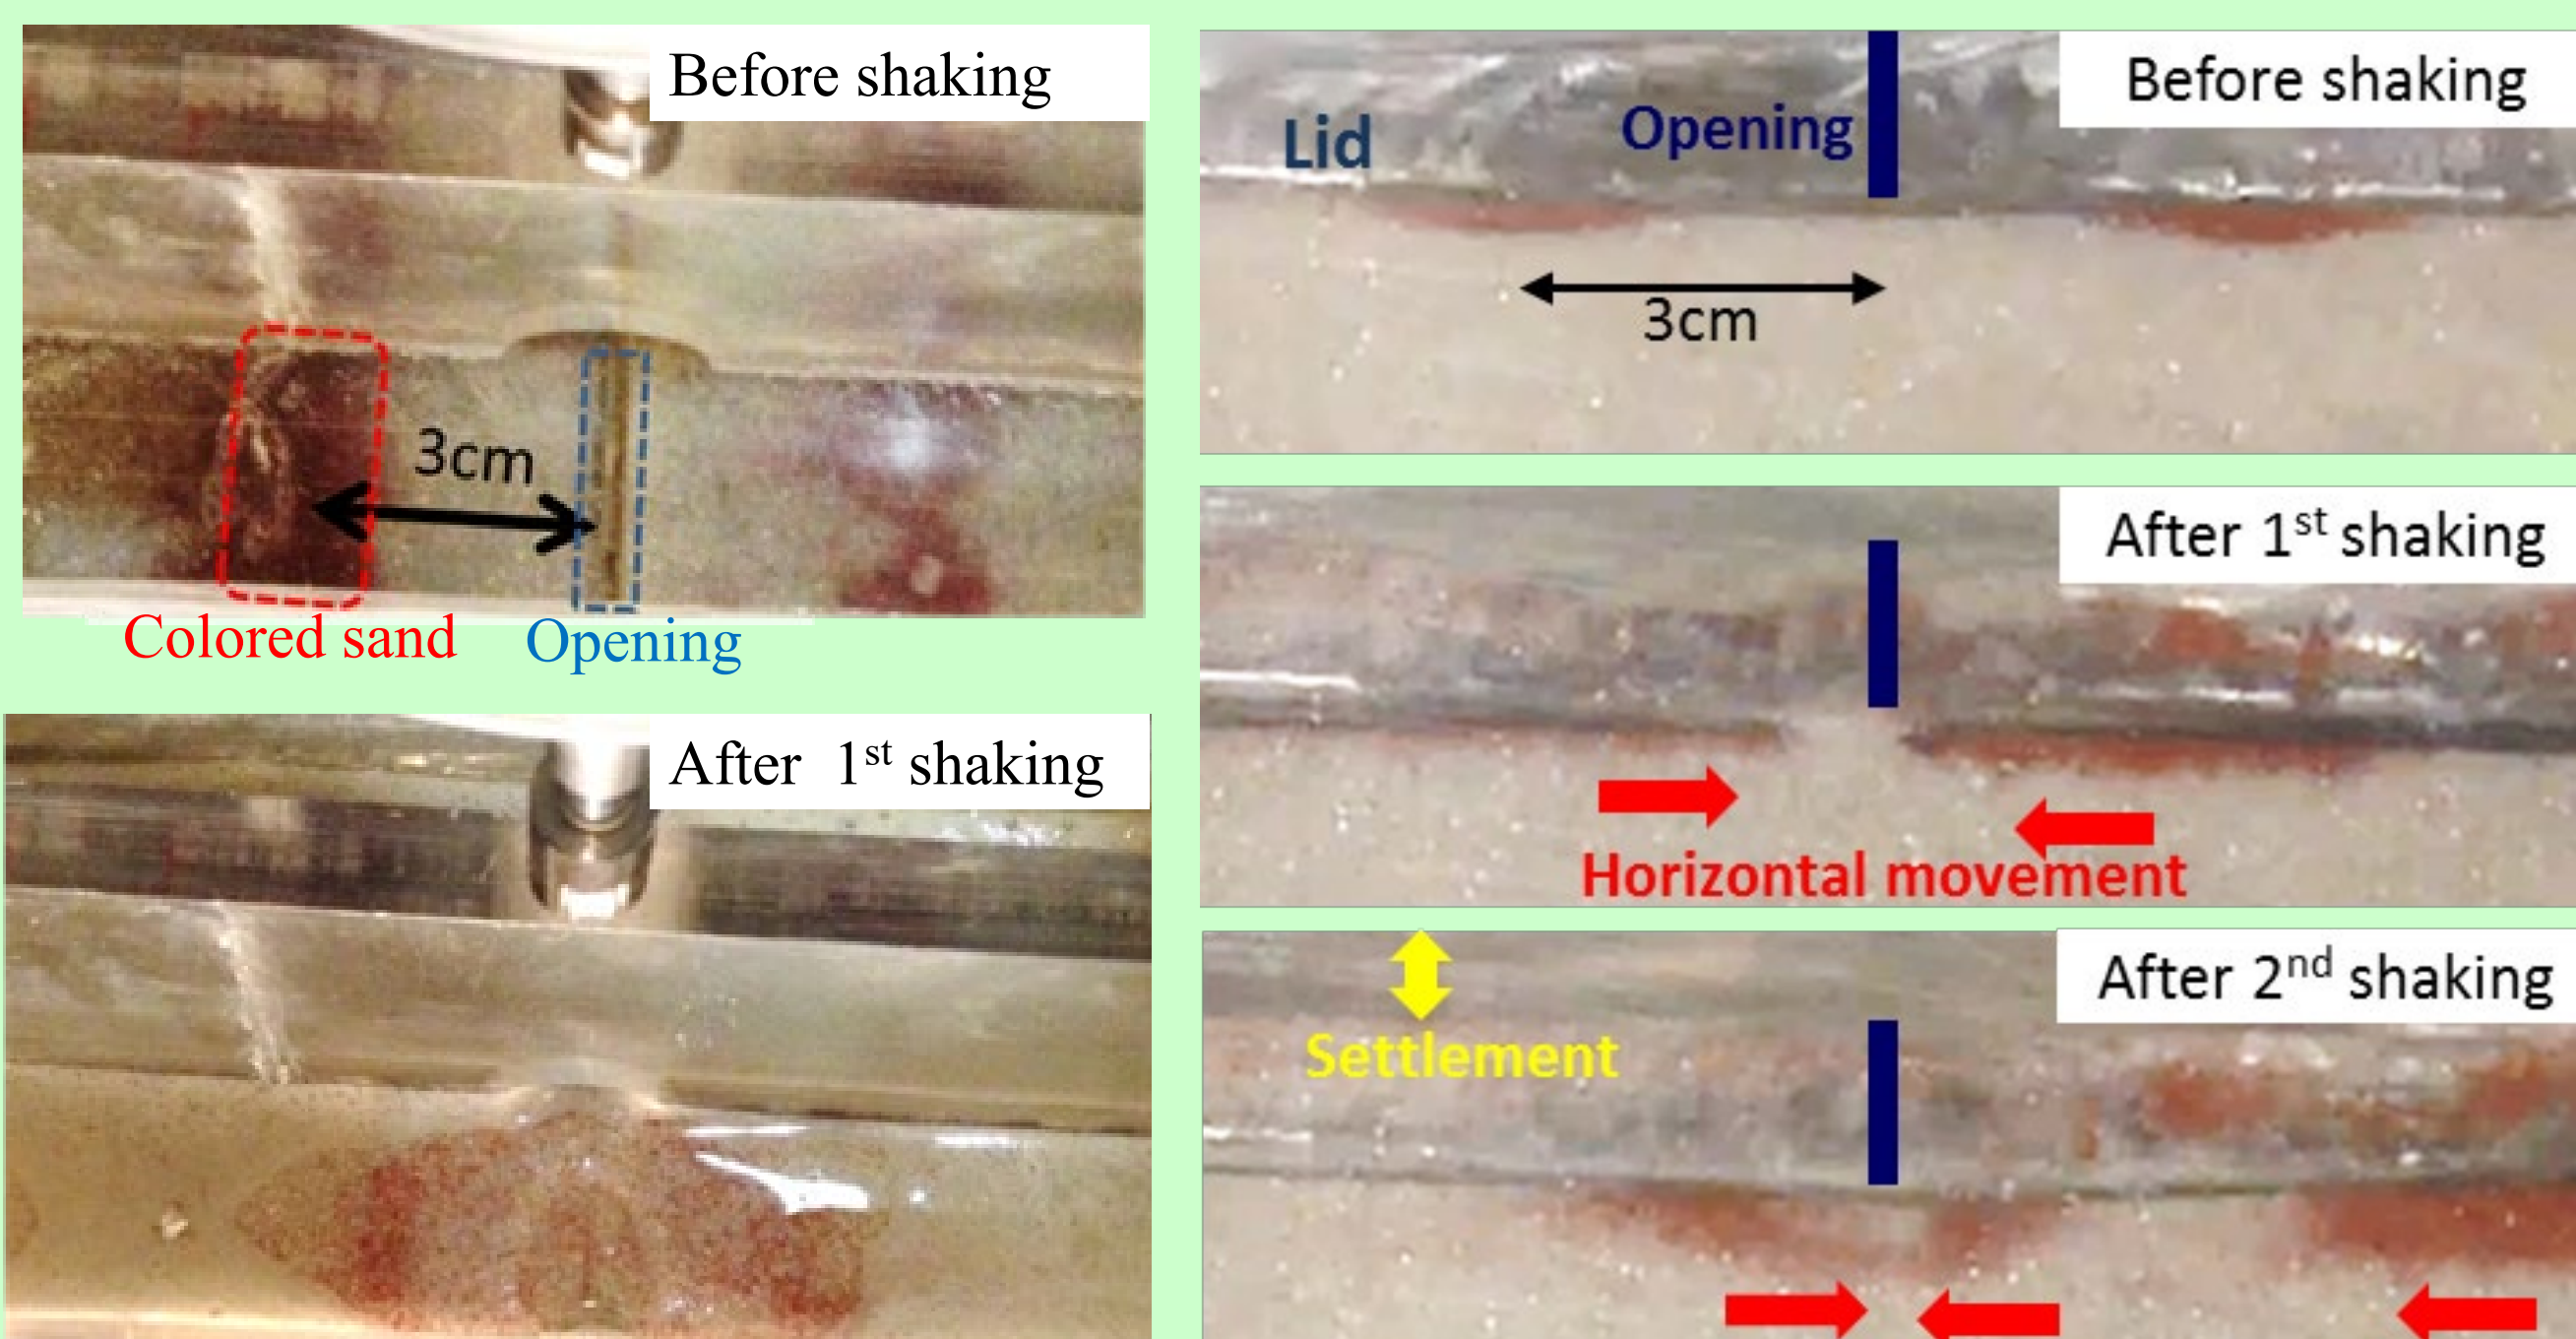 Before shaking
3cm
Colored sand
Opening
After 1st shaking
Before shaking
Lid
Opening
3cm
After 1st shaking
Horizontal movement
After 2nd shaking
Settlement